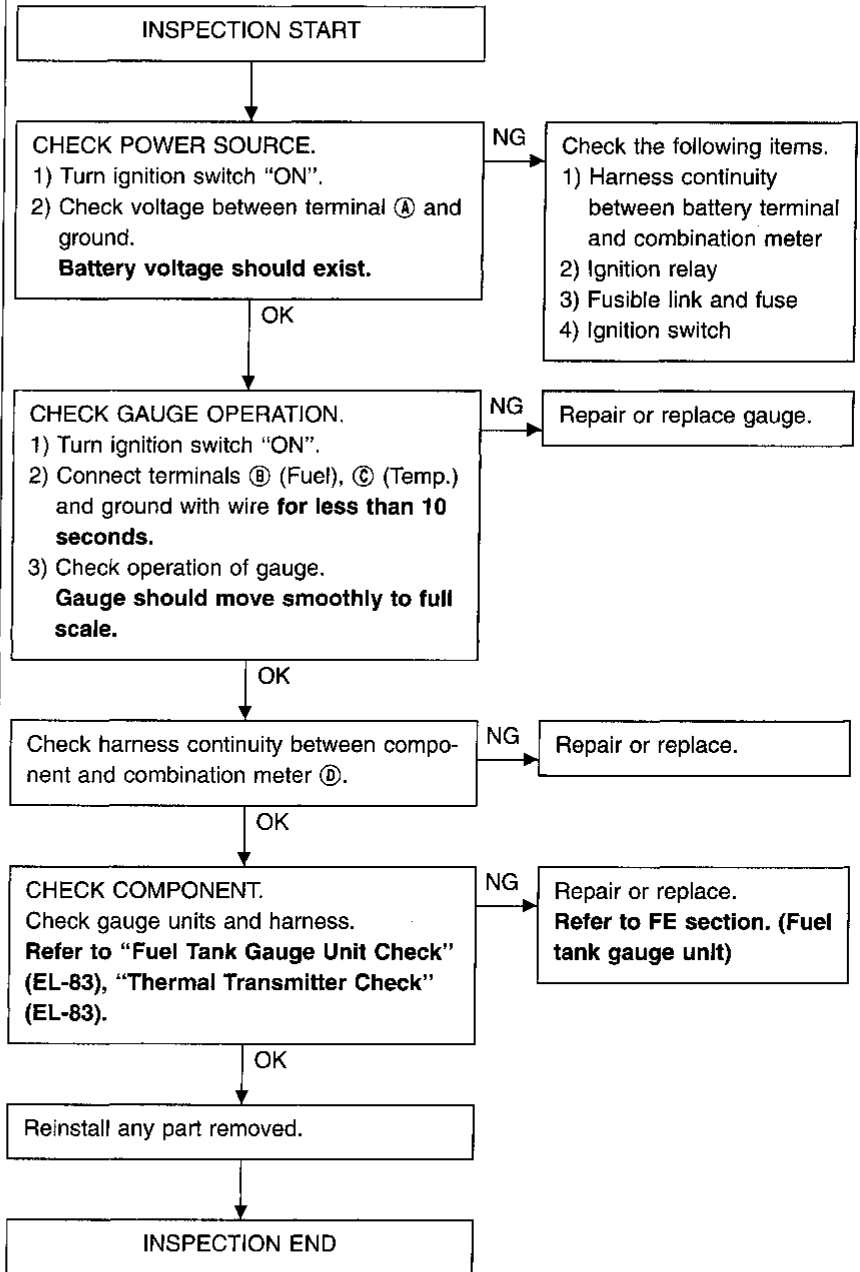 INSPECTION START
CHECK POWER SOURCE.
1) Turn ignition switch “ON”.
2) Check voltage between terminal Ⓐ and
ground.
Battery voltage should exist.
NG
Check the following items.
1) Harness continuity
between battery terminal
and combination meter
2) Ignition relay
3) Fusible link and fuse
4) Ignition switch
OK
CHECK GAUGE OPERATION.
1) Turn ignition switch “ON”.
2) Connect terminals Ⓑ (Fuel), Ⓒ (Temp.)
and ground with wire for less than 10
seconds.
3) Check operation of gauge.
Gauge should move smoothly to full
scale.
NG
Repair or replace gauge.
OK
Check harness continuity between compo-
nent and combination meter Ⓓ.
NG
Repair or replace.
OK
CHECK COMPONENT.
Check gauge units and harness.
Refer to “Fuel Tank Gauge Unit Check”
(EL-83), “Thermal Transmitter Check”
(EL-83).
NG
Repair or replace.
Refer to FE section. (Fuel
tank gauge unit)
OK
Reinstall any part removed.
INSPECTION END